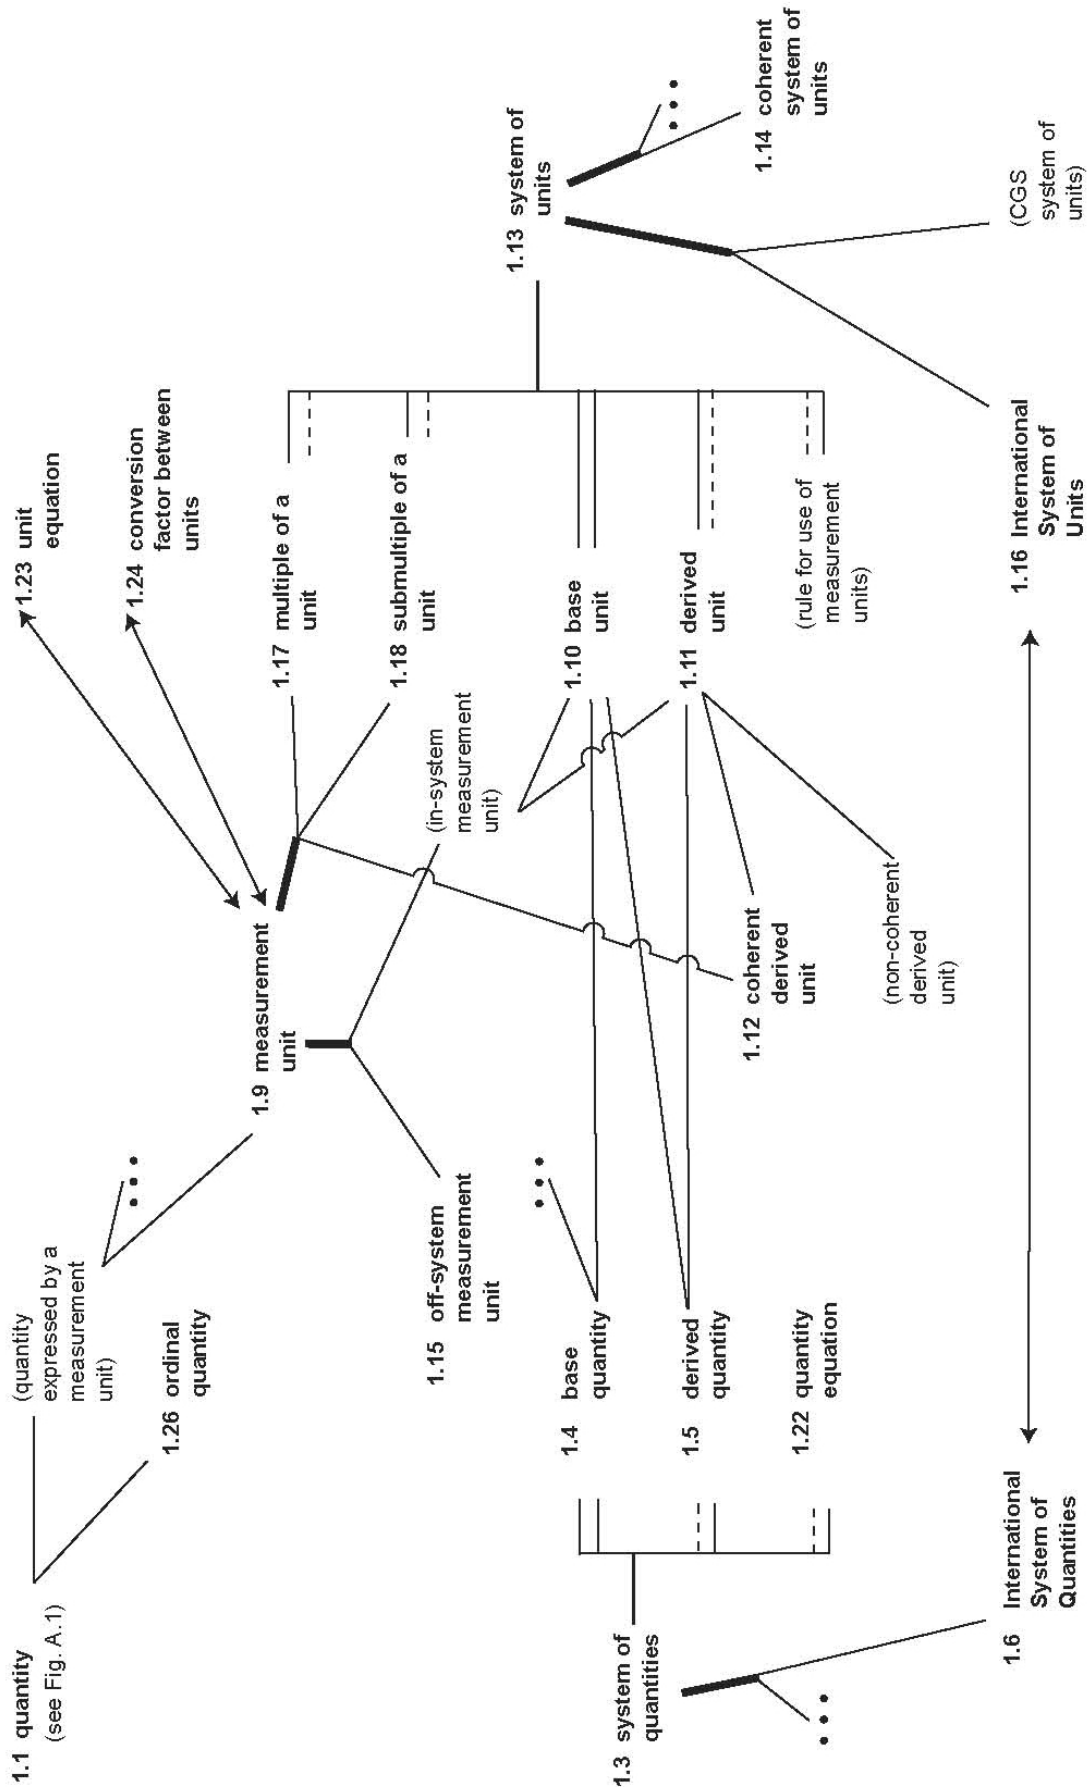 1.1 quantity
(see Fig. A.1)
(quantity
expressed by a
measurement
unit)
1.26 ordinal
quantity
1.9 measurement
unit
1.23 unit
equation
1.24 conversion
factor between
units
1.17 multiple of a
unit
1.18 submultiple of a
unit
(in-system
measurement
unit)
1.15 off-system
measurement
unit
1.13 system of
units
1.14 coherent
system of
units
(CGS
system of
units)
1.10 base
unit
1.11 derived
unit
(rule for use of
measurement
units)
1.12 coherent
derived
unit
(non-coherent
derived
unit)
1.3 system of
quantities
1.4 base
quantity
1.5 derived
quantity
1.22 quantity
equation
1.6 International
System of
Quantities
1.16 International
System of
Units